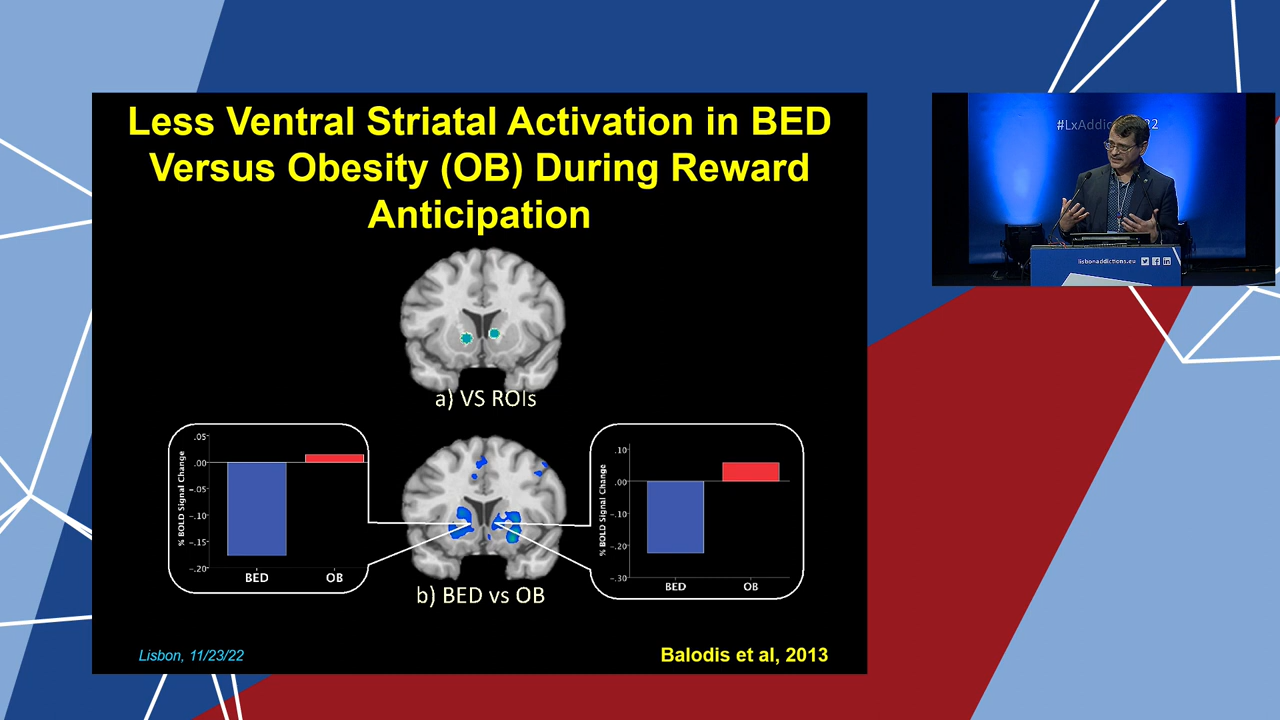 Less Ventral Striatal Activation in BED
Versus Obesity (OB) During Reward
Anticipation
a) VS ROIs
% BOLD Signal Change
.05
.00
-.05
-.10
-.15
-.20
BED OB
% BOLD Signal Change
.10
.00
-.10
-.20
-.30
BED OB
b) BED vs OB
Lisbon, 11/23/22
Balodis et al, 2013
#LxAddic 22
lisbonaddictions.eu